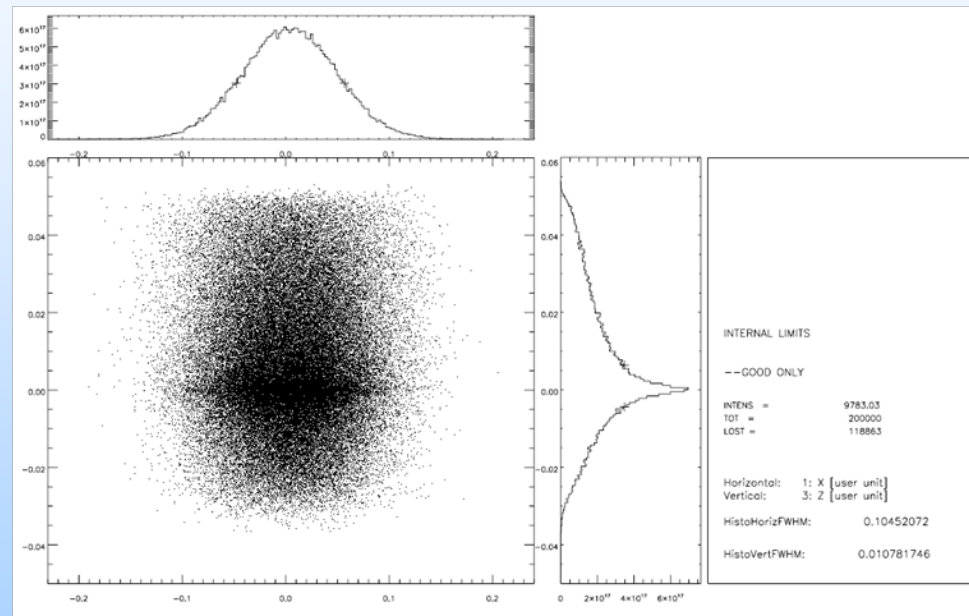 6×10¹⁷
5×10¹⁷
4×10¹⁷
3×10¹⁷
2×10¹⁷
1×10¹⁷
0
-0.2 -0.1 0.0 0.1 0.2
0.06
0.04
0.02
0.00
-0.02
-0.04
-0.2 -0.1 0.0 0.1 0.2
0.06
0.04
0.02
0.00
-0.02
-0.04
0 2×10¹⁷ 4×10¹⁷ 6×10¹⁷
INTERNAL LIMITS
--GOOD ONLY
INTENS = 9783.03
TOT = 200000
LOST = 118863
Horizontal: 1: X [user unit]
Vertical: 3: Z [user unit]
HistoHorizFWHM: 0.10452072
HistoVertFWHM: 0.010781746